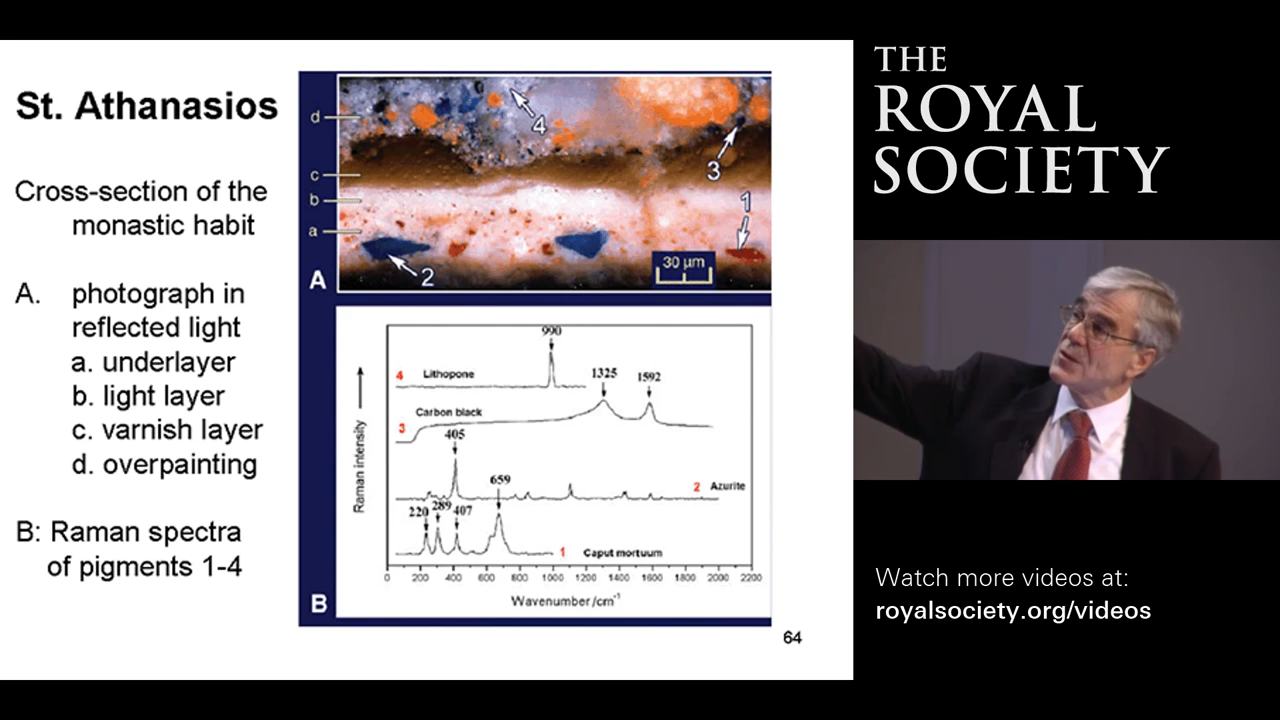 St. Athanasios
Cross-section of the
monastic habit
A. photograph in
reflected light
a. underlayer
b. light layer
c. varnish layer
d. overpainting
B: Raman spectra
of pigments 1-4
d
c
b
a
4
3
1
2
30 µm
A
990
4 Lithopone
1325
1592
Carbon black
3
405
2 Azurite
659
220
289
407
1 Caput mortuum
Raman intensity
0 200 400 600 800 1000 1200 1400 1600 1800 2000 2200
Wavenumber /cm⁻¹
B
64
THE
ROYAL
SOCIETY
Watch more videos at:
royalsociety.org/videos